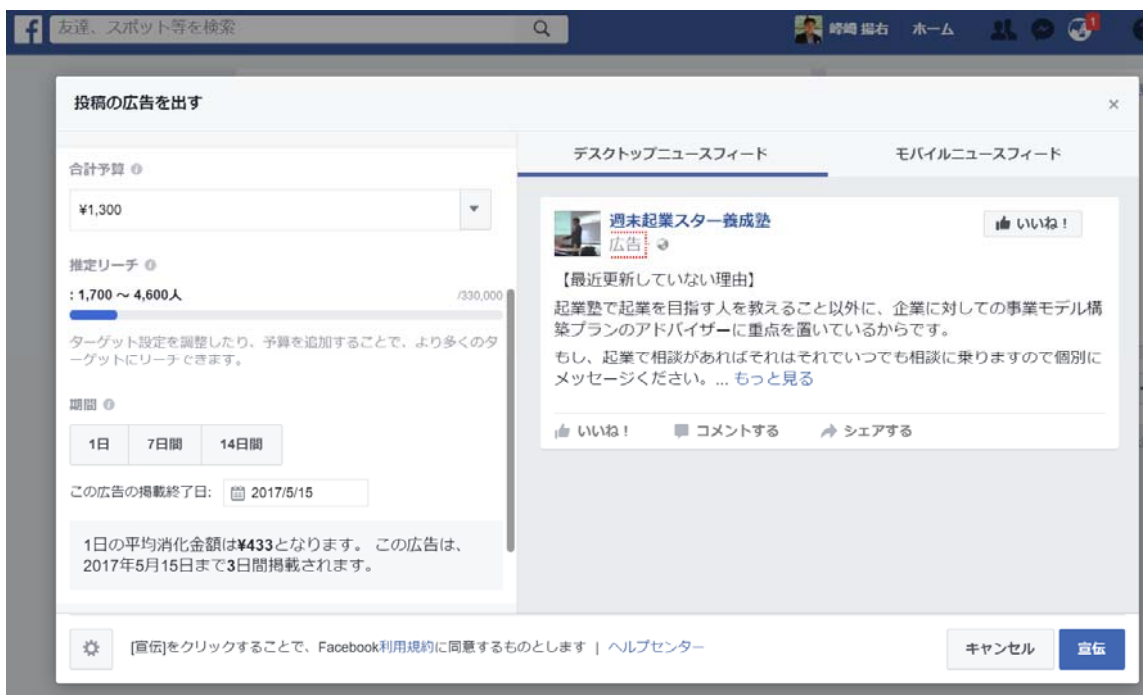 f
友達、スポット等を検索
ホーム
1
投稿の広告を出す
×
合計予算
¥1,300
推定リーチ
: 1,700 ～ 4,600人
/330,000
ターゲット設定を調整したり、予算を追加することで、より多くのタ
ーゲットにリーチできます。
期間
1日 7日間 14日間
この広告の掲載終了日: 2017/5/15
1日の平均消化金額は¥433となります。 この広告は、
2017年5月15日まで3日間掲載されます。
デスクトップニュースフィード モバイルニュースフィード
週末起業スター養成塾
いいね！
広告
【最近更新していない理由】
起業塾で起業を目指す人を教えること以外に、企業に対しての事業モデル構
築プランのアドバイザーに重点を置いているからです。
もし、起業で相談があればそれはそれでいつでも相談に乗りますので個別に
メッセージください。... もっと見る
いいね！ コメントする シェアする
[宣伝]をクリックすることで、Facebook利用規約に同意するものとします | ヘルプセンター
キャンセル 宣伝